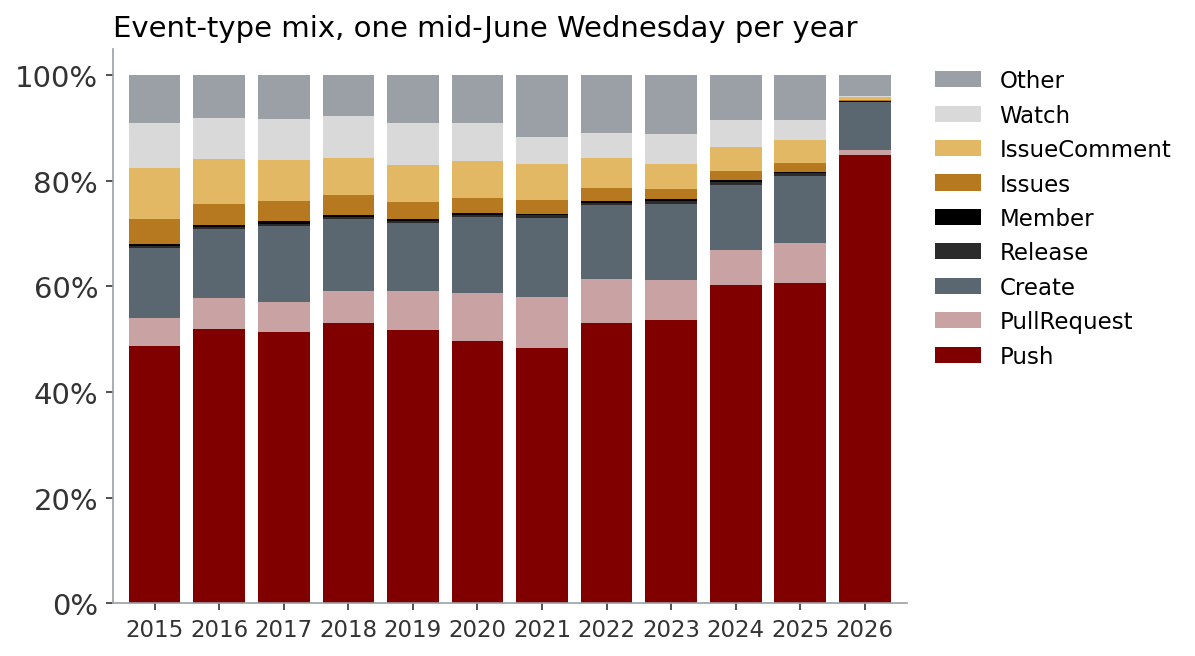 Event-type mix, one mid-June Wednesday per year
100%
80%
60%
40%
20%
0%
2015 2016 2017 2018 2019 2020 2021 2022 2023 2024 2025 2026
Other
Watch
IssueComment
Issues
Member
Release
Create
PullRequest
Push